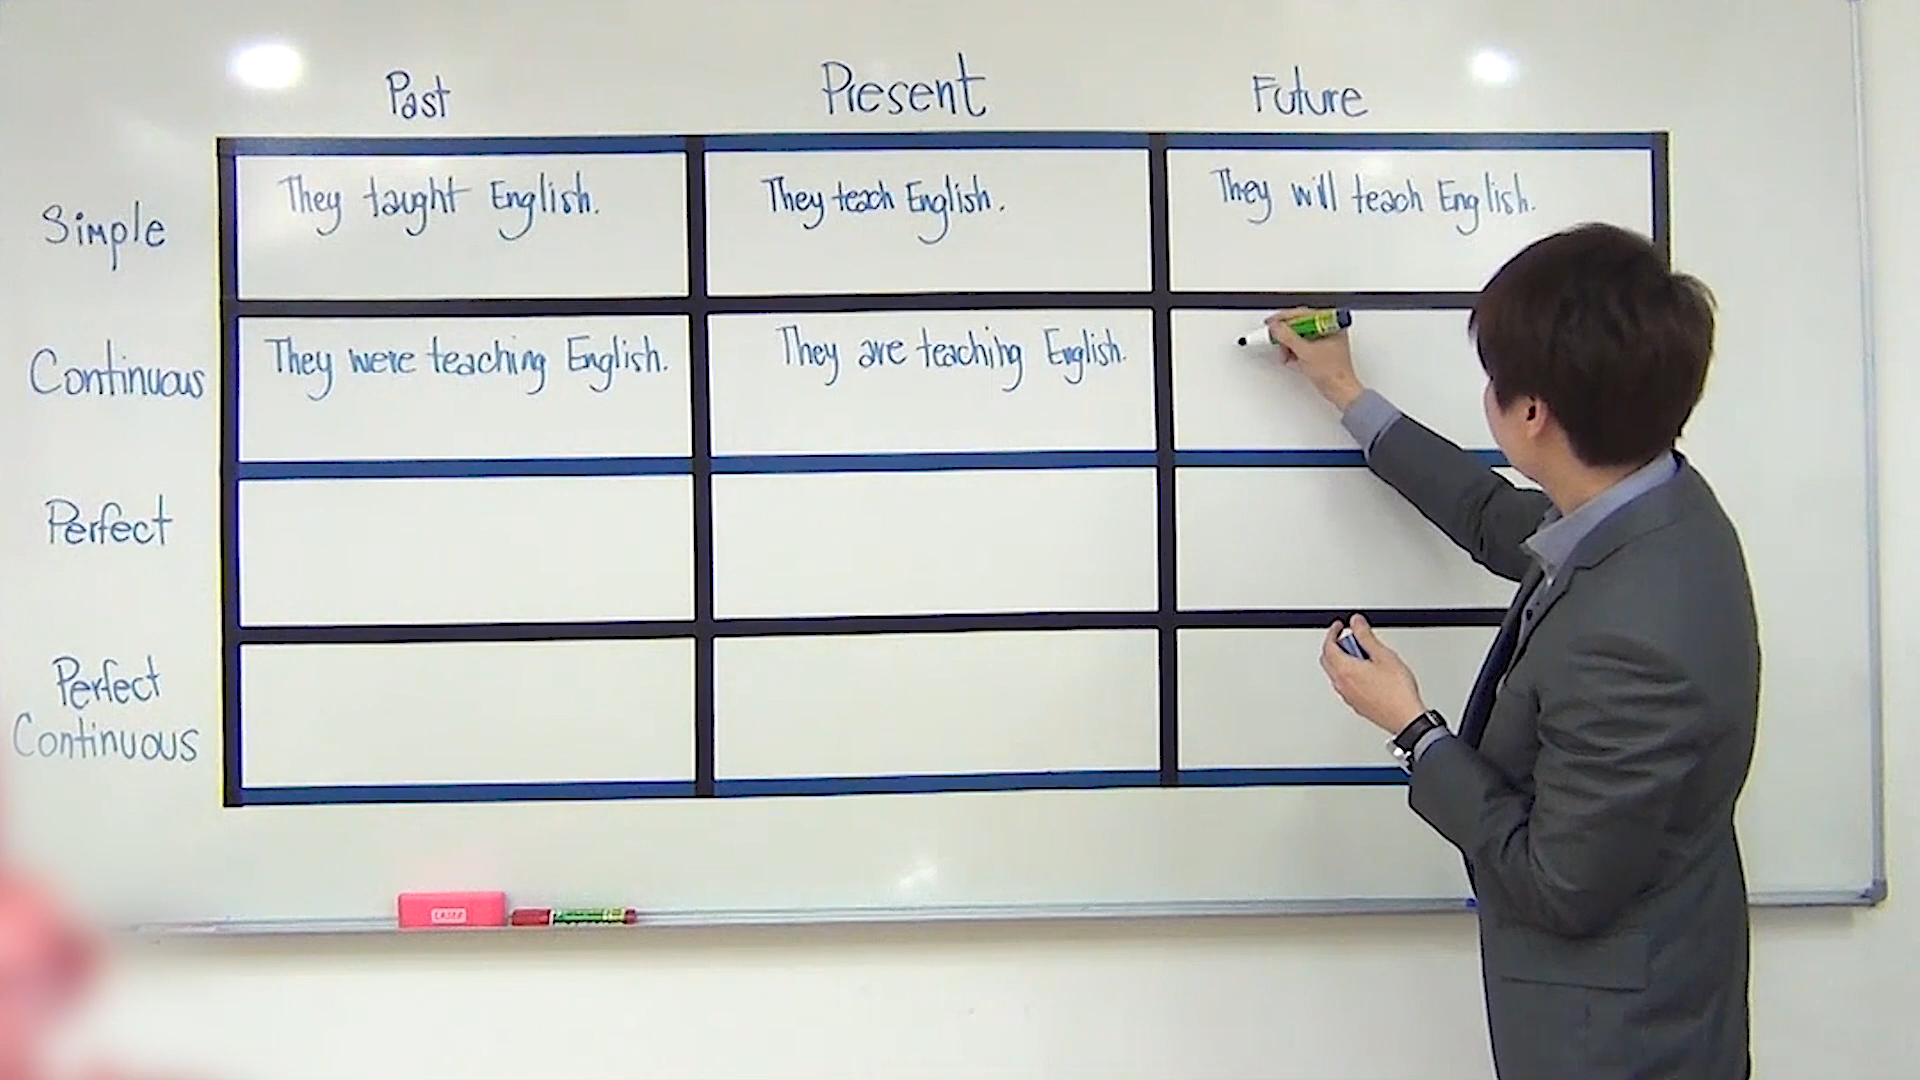 Past Present Future
Simple They taught English. They teach English. They will teach English.
Continuous They were teaching English. They are teaching English.
Perfect
Perfect
Continuous